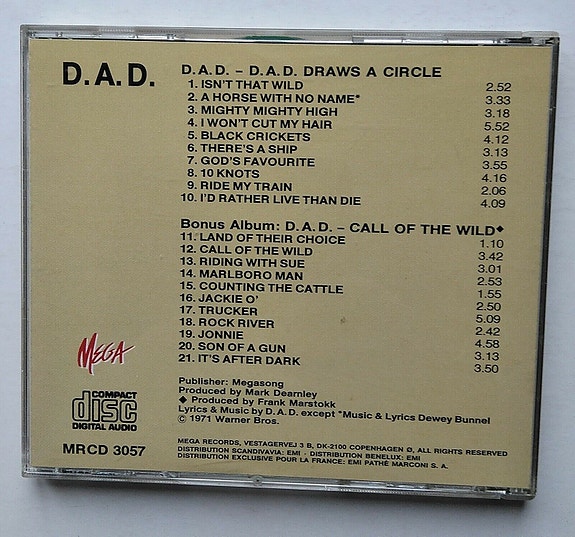 D.A.D.
D.A.D. – D.A.D. DRAWS A CIRCLE
1. ISN'T THAT WILD 2.52
2. A HORSE WITH NO NAME* 3.33
3. MIGHTY MIGHTY HIGH 3.18
4. I WON'T CUT MY HAIR 5.52
5. BLACK CRICKETS 4.12
6. THERE'S A SHIP 3.13
7. GOD'S FAVOURITE 3.55
8. 10 KNOTS 4.16
9. RIDE MY TRAIN 2.06
10. I'D RATHER LIVE THAN DIE 4.09
Bonus Album: D.A.D. – CALL OF THE WILD◆
11. LAND OF THEIR CHOICE 1.10
12. CALL OF THE WILD 3.42
13. RIDING WITH SUE 3.01
14. MARLBORO MAN 2.53
15. COUNTING THE CATTLE 1.55
16. JACKIE O' 2.50
17. TRUCKER 5.09
18. ROCK RIVER 2.42
19. JONNIE 4.58
20. SON OF A GUN 3.13
21. IT'S AFTER DARK 3.50
MEGA
COMPACT
disc
DIGITAL AUDIO
MRCD 3057
Publisher: Megasong
Produced by Mark Dearnley
◆ Produced by Frank Marstokk
Lyrics & Music by D.A.D. except *Music & Lyrics Dewey Bunnel
© 1971 Warner Bros.
MEGA RECORDS, VESTAGERVEJ 3 B, DK-2100 COPENHAGEN Ø, ALL RIGHTS RESERVED
DISTRIBUTION SCANDIVAVIA: EMI - DISTRIBUTION BENELUX: EMI
DISTRIBUTION EXCLUSIVE POUR LA FRANCE: EMI PATHÉ MARCONI S. A.